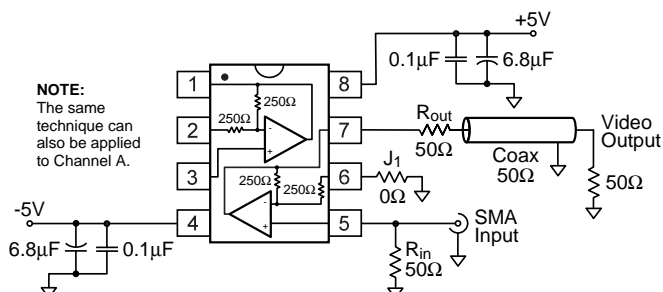 +5V
0.1µF
6.8µF
NOTE:
The same
technique can
also be applied
to Channel A.
1
8
250Ω
250Ω
2
-
+
7
Rout
50Ω
Coax
50Ω
Video
Output
50Ω
3
250Ω
250Ω
6
J1
0Ω
-5V
4
-
+
5
SMA
Input
6.8µF
0.1µF
Rin
50Ω